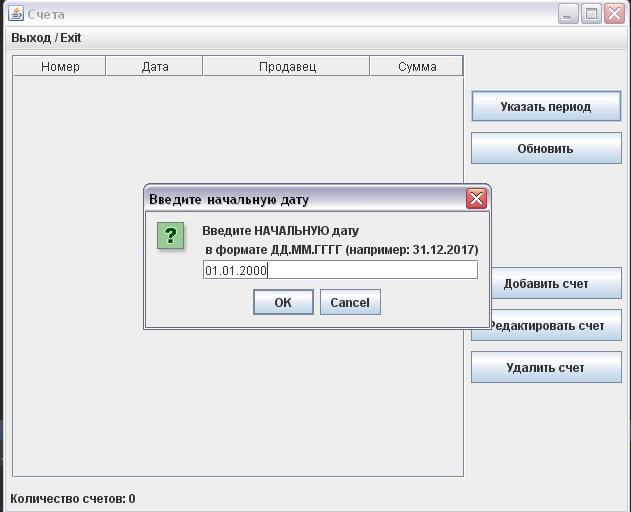 Счета
Выход / Exit
Номер Дата Продавец Сумма
Указать период
Обновить
Введите начальную дату
? Введите НАЧАЛЬНУЮ дату
в формате ДД.ММ.ГГГГ (например: 31.12.2017)
01.01.2000
OK Cancel
Добавить счет
Редактировать счет
Удалить счет
Количество счетов: 0